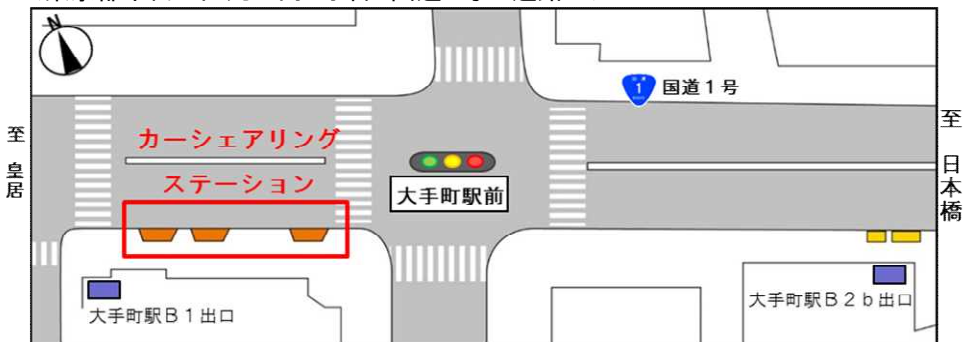 N
国道1号
1
カーシェアリング
ステーション
大手町駅前
至 皇居
至 日本橋
大手町駅Ｂ１出口
大手町駅Ｂ２ｂ出口